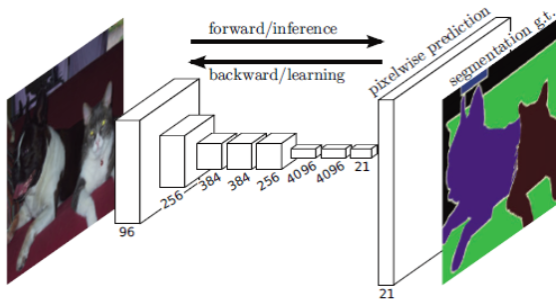 forward/inference
backward/learning
pixelwise prediction
segmentation g.t.
96
256
384
384
256
4096
4096
21
21